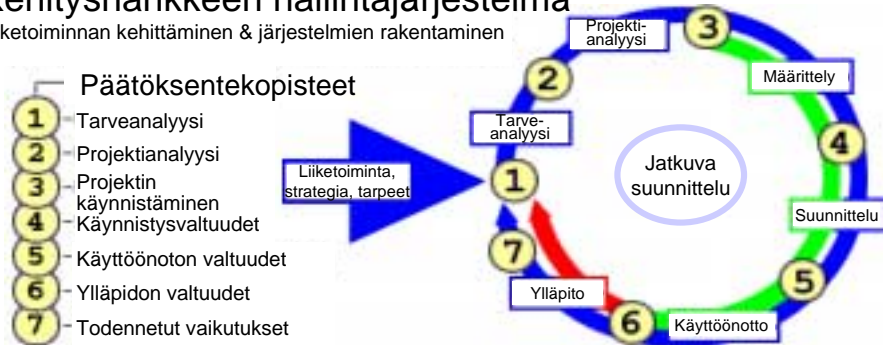 kehityshankkeen hallintajärjestelmä
ketoiminnan kehittäminen & järjestelmien rakentaminen
Päätöksentekopisteet
1 Tarveanalyysi
2 Projektianalyysi
3 Projektin
käynnistäminen
4 Käynnistysvaltuudet
5 Käyttöönoton valtuudet
6 Ylläpidon valtuudet
7 Todennetut vaikutukset
Liiketoiminta,
strategia, tarpeet
1
Tarve-
analyysi
2
Projekti-
analyysi
3
Määrittely
4
Suunnittelu
5
Käyttöönotto
6
Ylläpito
7
Jatkuva
suunnittelu